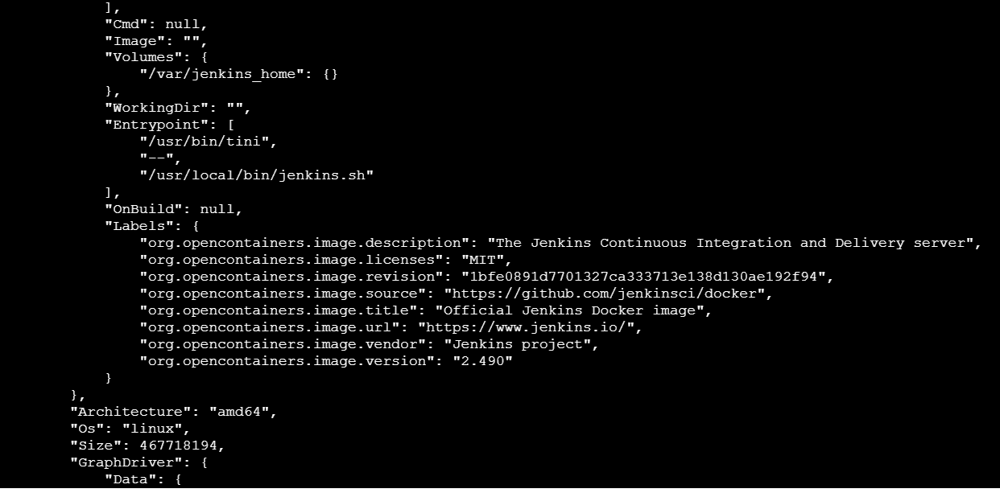 ],
"Cmd": null,
"Image": "",
"Volumes": {
"/var/jenkins_home": {}
},
"WorkingDir": "",
"Entrypoint": [
"/usr/bin/tini",
"--",
"/usr/local/bin/jenkins.sh"
],
"OnBuild": null,
"Labels": {
"org.opencontainers.image.description": "The Jenkins Continuous Integration and Delivery server",
"org.opencontainers.image.licenses": "MIT",
"org.opencontainers.image.revision": "1bfe0891d7701327ca333713e138d130ae192f94",
"org.opencontainers.image.source": "https://github.com/jenkinsci/docker",
"org.opencontainers.image.title": "Official Jenkins Docker image",
"org.opencontainers.image.url": "https://www.jenkins.io/",
"org.opencontainers.image.vendor": "Jenkins project",
"org.opencontainers.image.version": "2.490"
}
},
"Architecture": "amd64",
"Os": "linux",
"Size": 467718194,
"GraphDriver": {
"Data": {